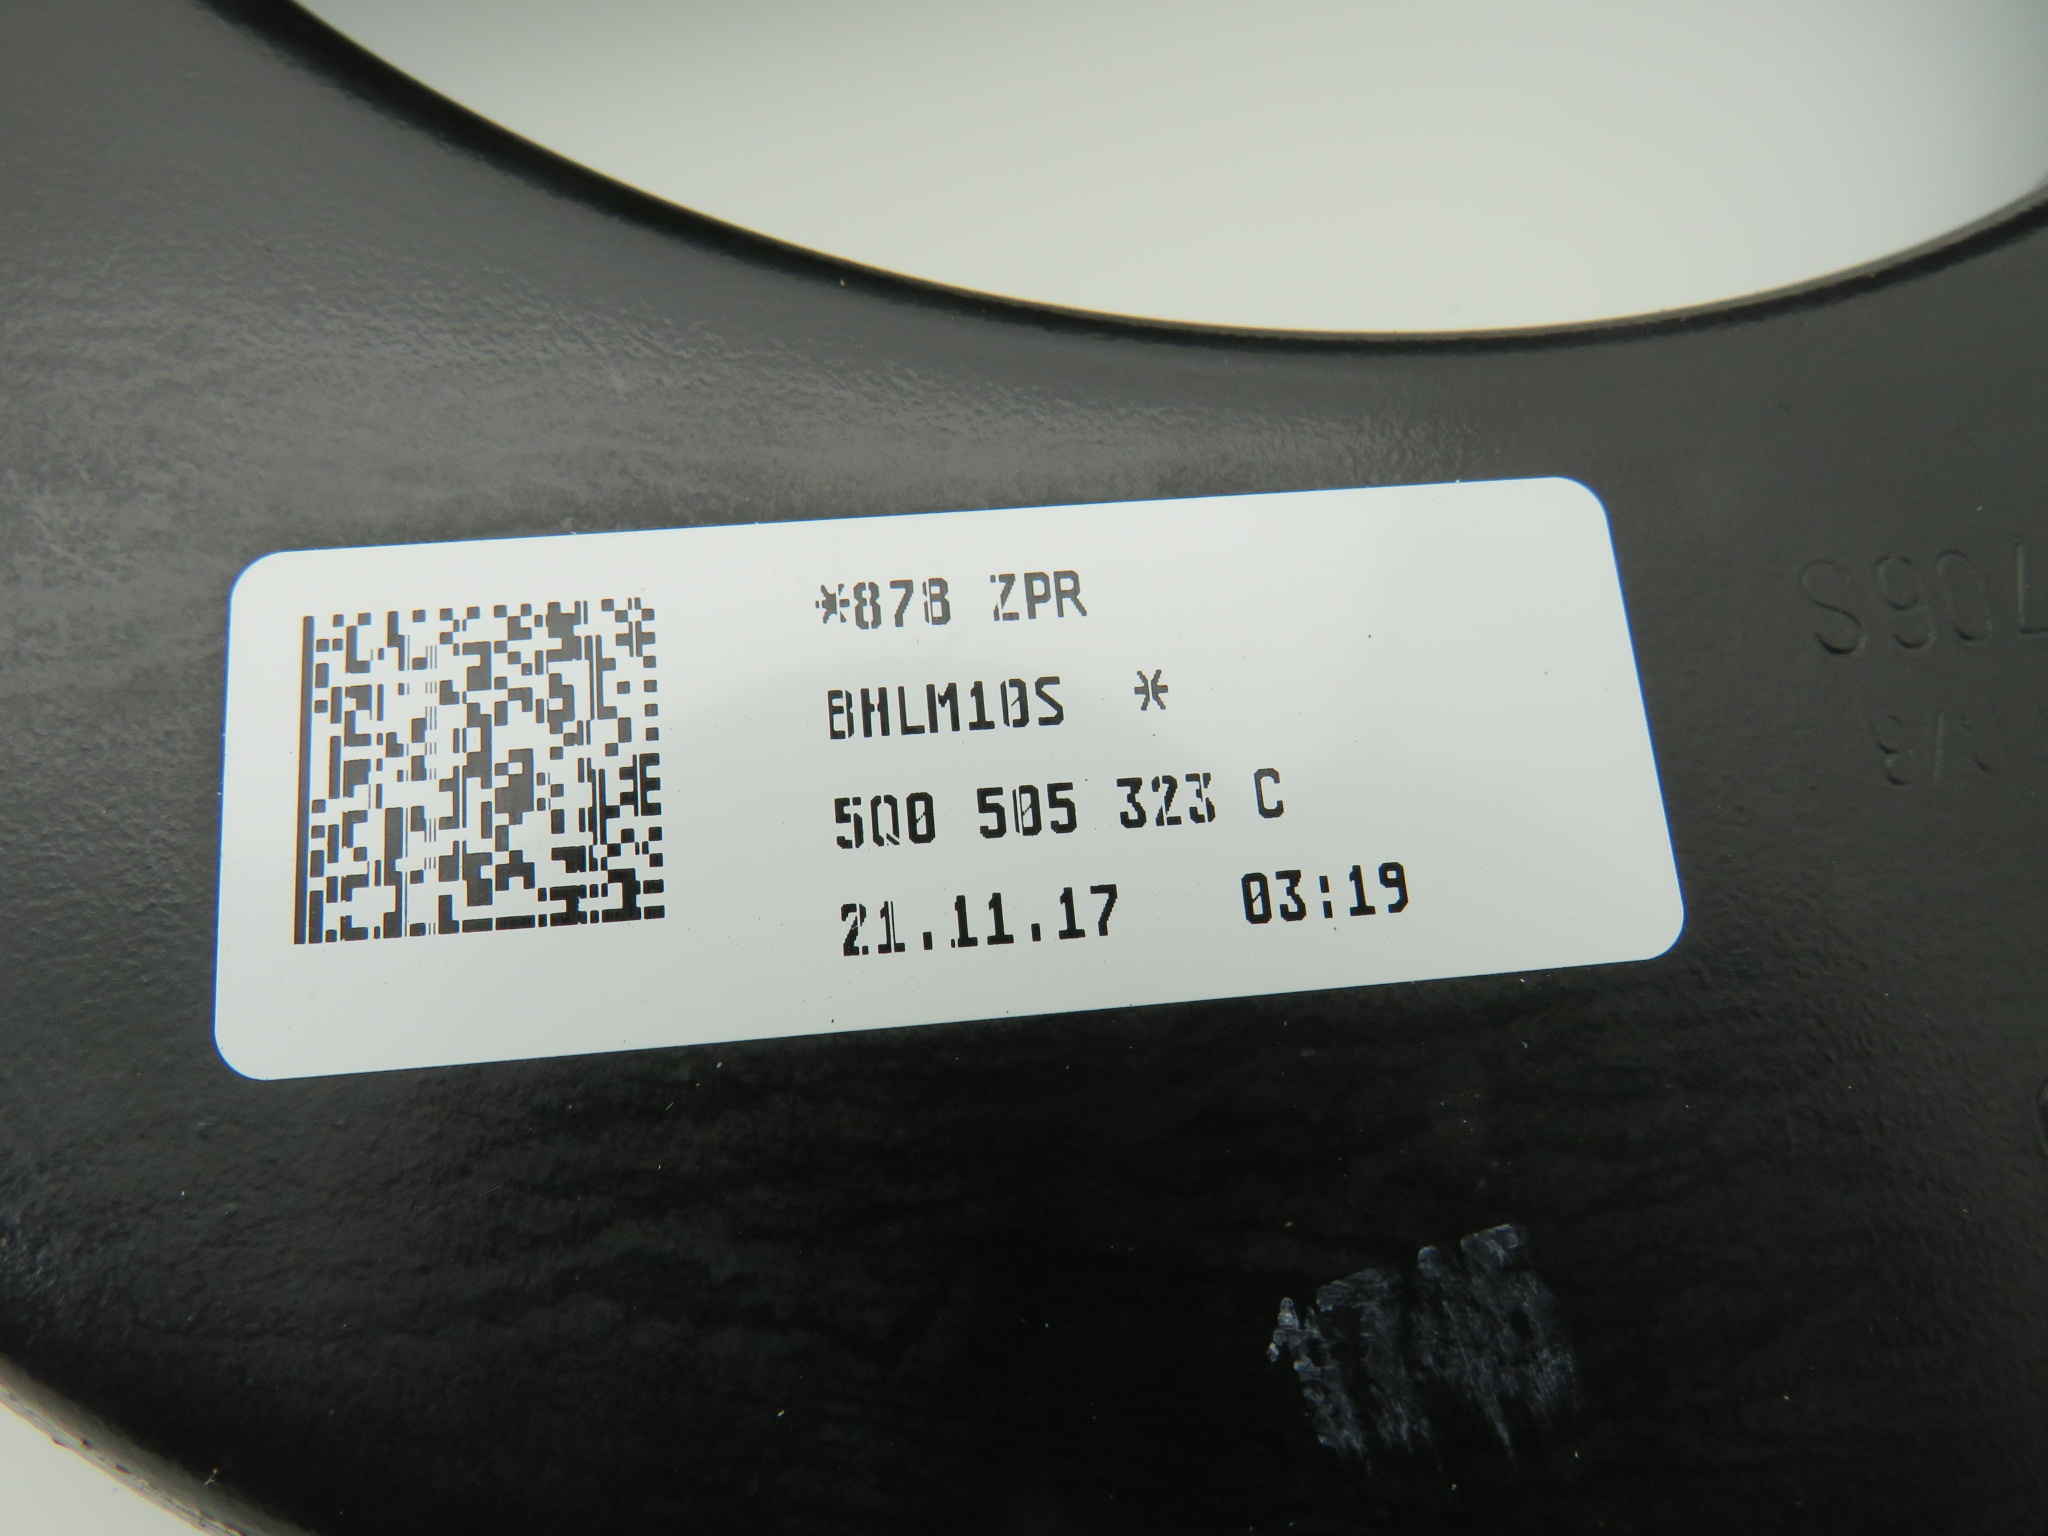 *878 ZPR
BHLM10S *
5Q0 505 323 C
21.11.17 03:19